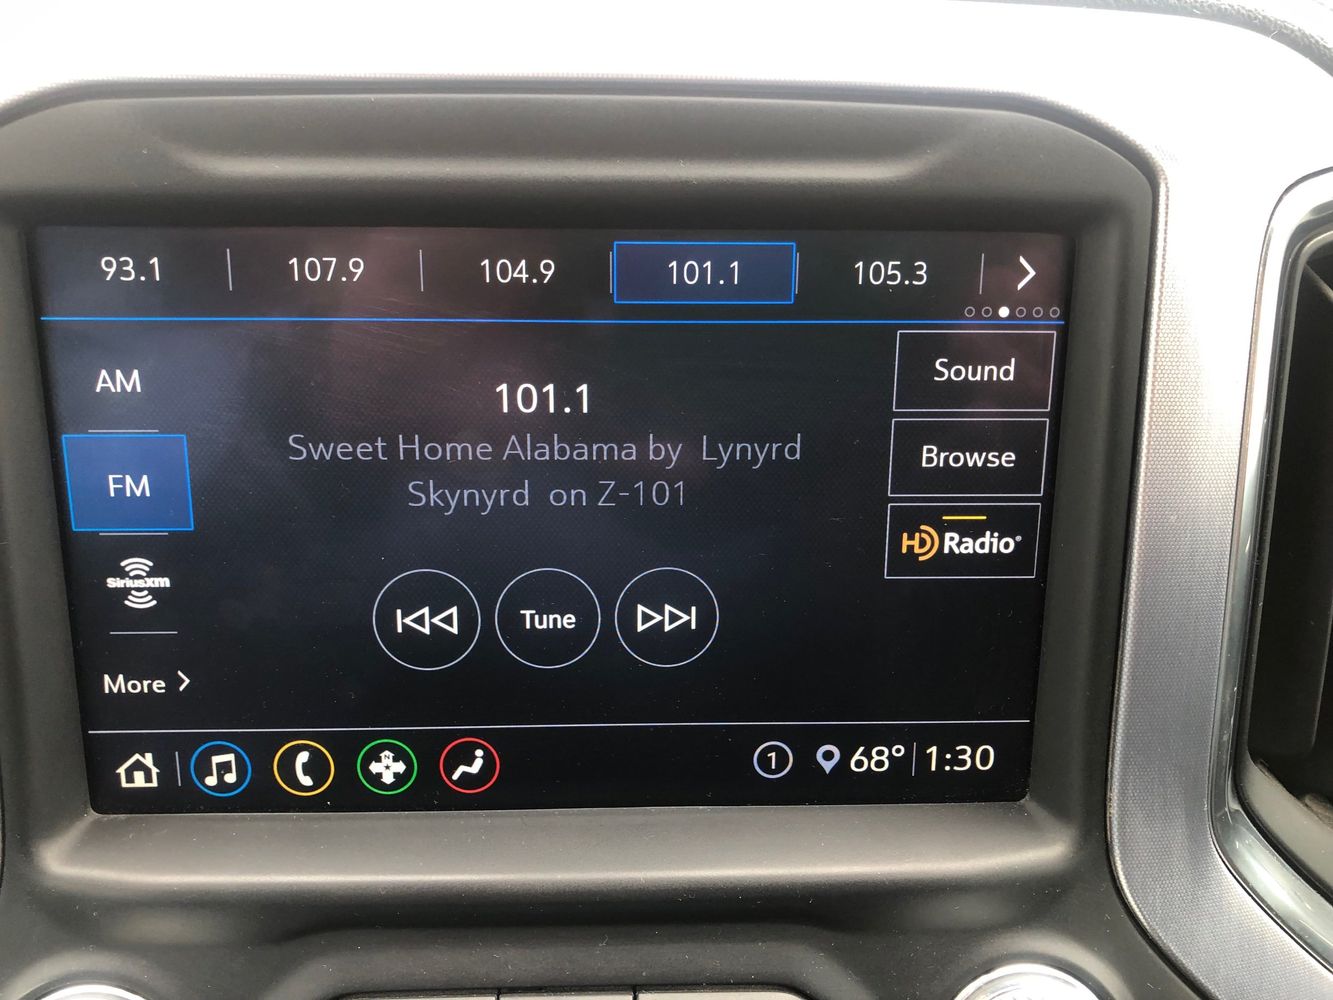 93.1 107.9 104.9 101.1 105.3
AM
FM
SiriusXM
More
101.1
Sweet Home Alabama by Lynyrd
Skynyrd on Z-101
Tune
Sound
Browse
HD Radio®
N
1 68° 1:30